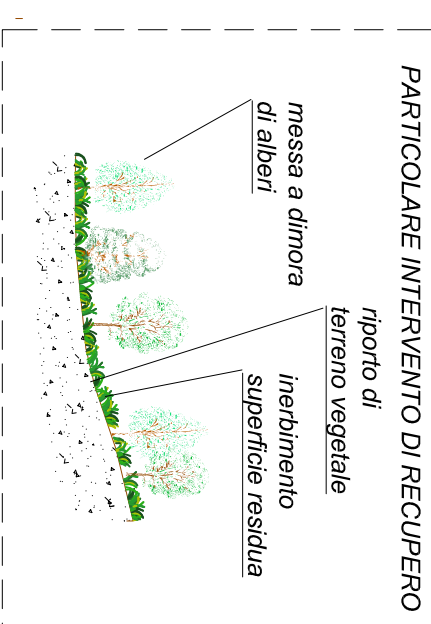 PARTICOLARE INTERVENTO DI RECUPERO
messa a dimora
di alberi
riporto di
terreno vegetale
inerbimento
superficie residua